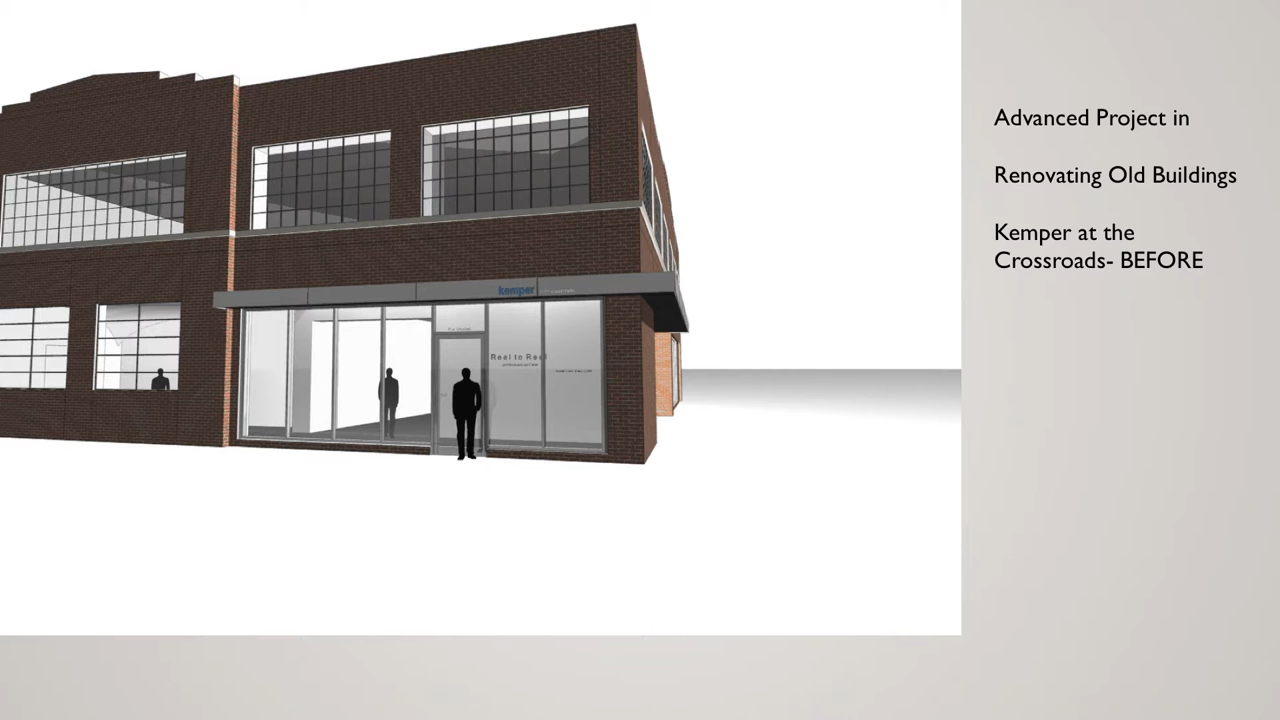 Advanced Project in
Renovating Old Buildings
Kemper at the
Crossroads- BEFORE
kemper
Reel to Reel